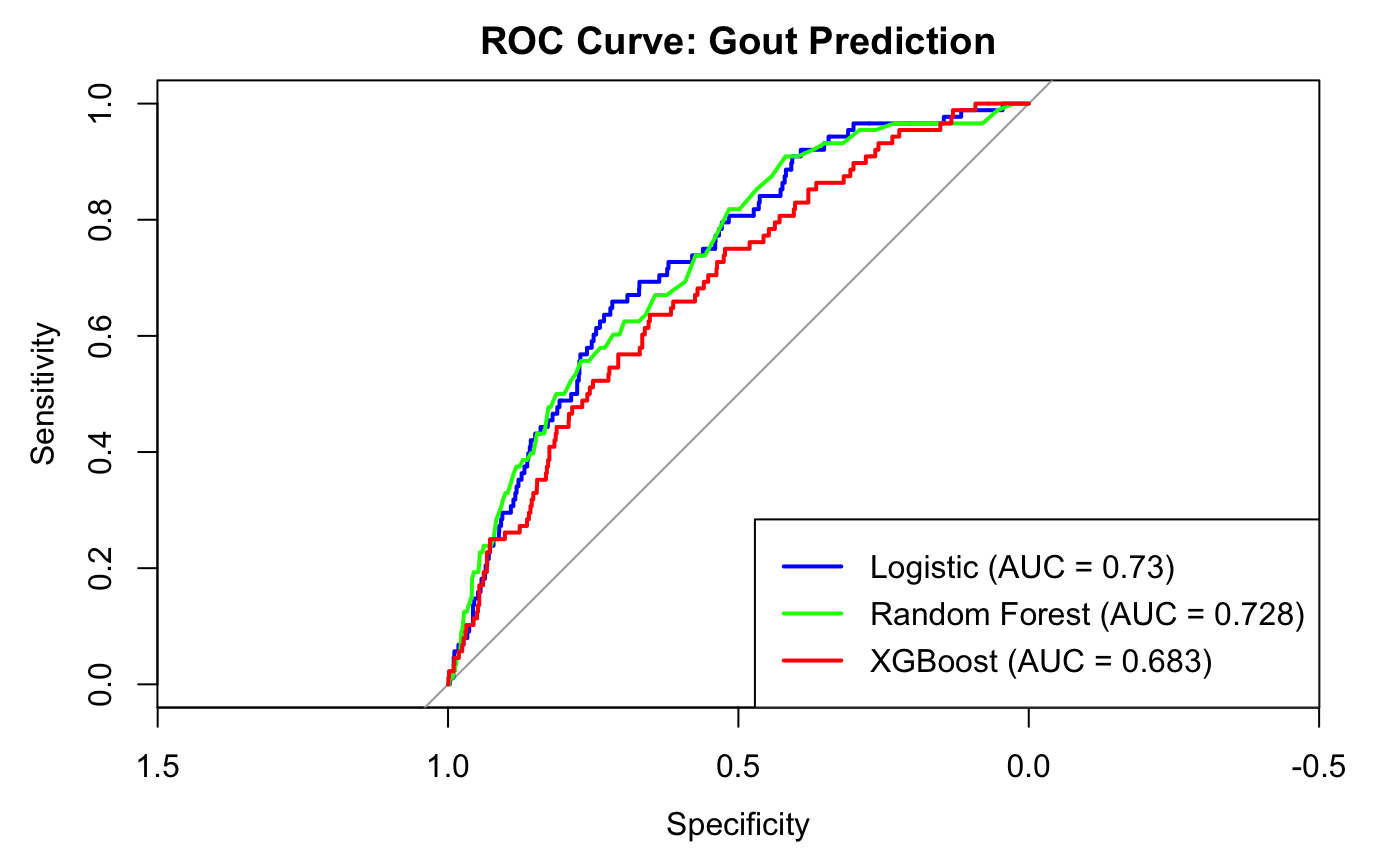 ROC Curve: Gout Prediction
Sensitivity
1.0
0.8
0.6
0.4
0.2
0.0
Logistic (AUC = 0.73)
Random Forest (AUC = 0.728)
XGBoost (AUC = 0.683)
1.5 1.0 0.5 0.0 -0.5
Specificity